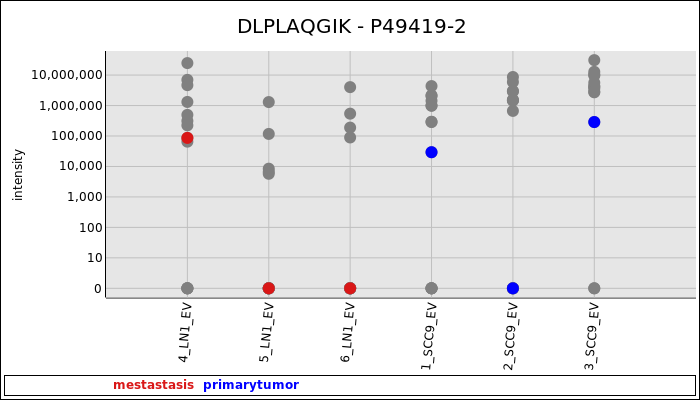 DLPLAQGIK - P49419-2
intensity
10,000,000
1,000,000
100,000
10,000
1,000
100
10
0
4_LN1_EV
5_LN1_EV
6_LN1_EV
1_SCC9_EV
2_SCC9_EV
3_SCC9_EV
mestastasis primarytumor